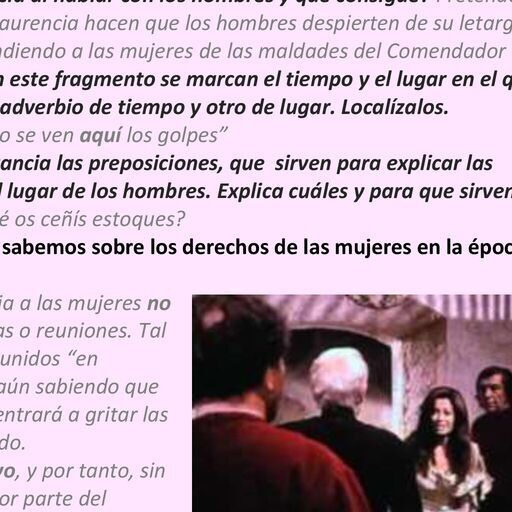 al hablar con los hombres y qué consigue? Pretend
aurencia hacen que los hombres despierten de su letarg
ndiendo a las mujeres de las maldades del Comendador
n este fragmento se marcan el tiempo y el lugar en el q
adverbio de tiempo y otro de lugar. Localízalos.
o se ven aquí los golpes”
ancia las preposiciones, que sirven para explicar las
l lugar de los hombres. Explica cuáles y para que sirven
é os ceñís estoques?
sabemos sobre los derechos de las mujeres en la époc
ia a las mujeres no
as o reuniones. Tal
unidos “en
aún sabiendo que
entrará a gritar las
do.
vo, y por tanto, sin
or parte del